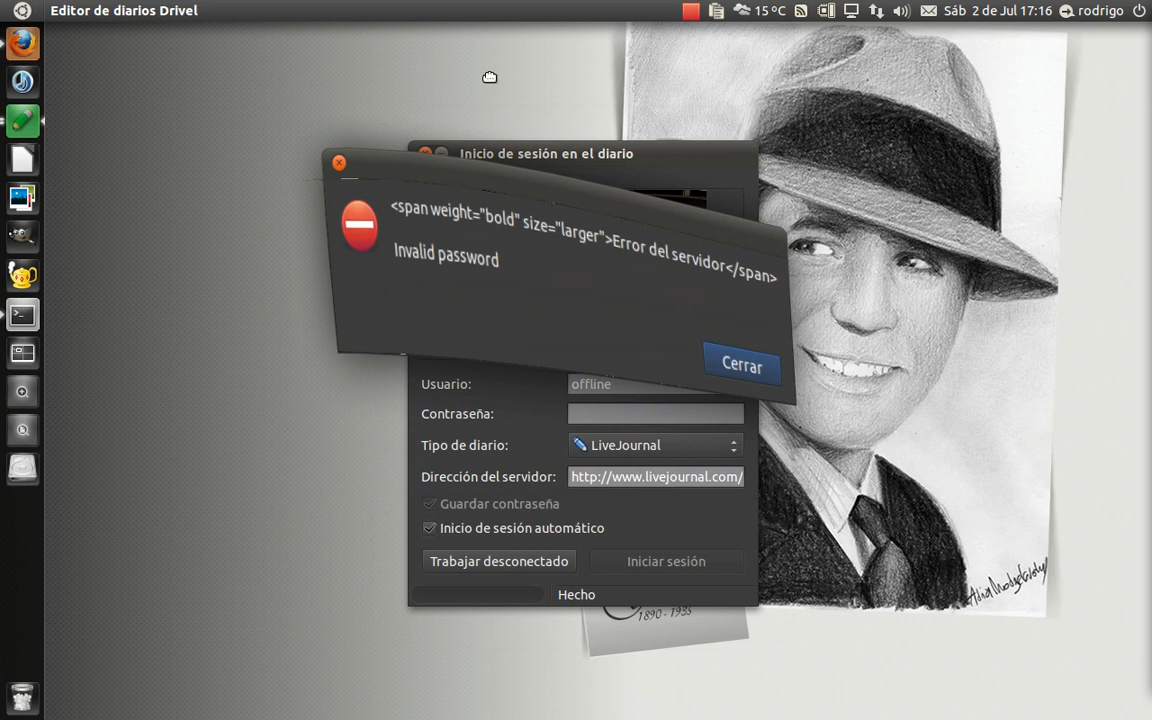 Editor de diarios Drivel
15 °C
Sáb 2 de Jul 17:16
rodrigo
Inicio de sesión en el diario
<span weight="bold" size="larger">Error del servidor</span>
Invalid password
Cerrar
Usuario: offline
Contraseña:
Tipo de diario: LiveJournal
Dirección del servidor: http://www.livejournal.com/
Guardar contraseña
Inicio de sesión automático
Trabajar desconectado Iniciar sesión
Hecho
1890 - 1935